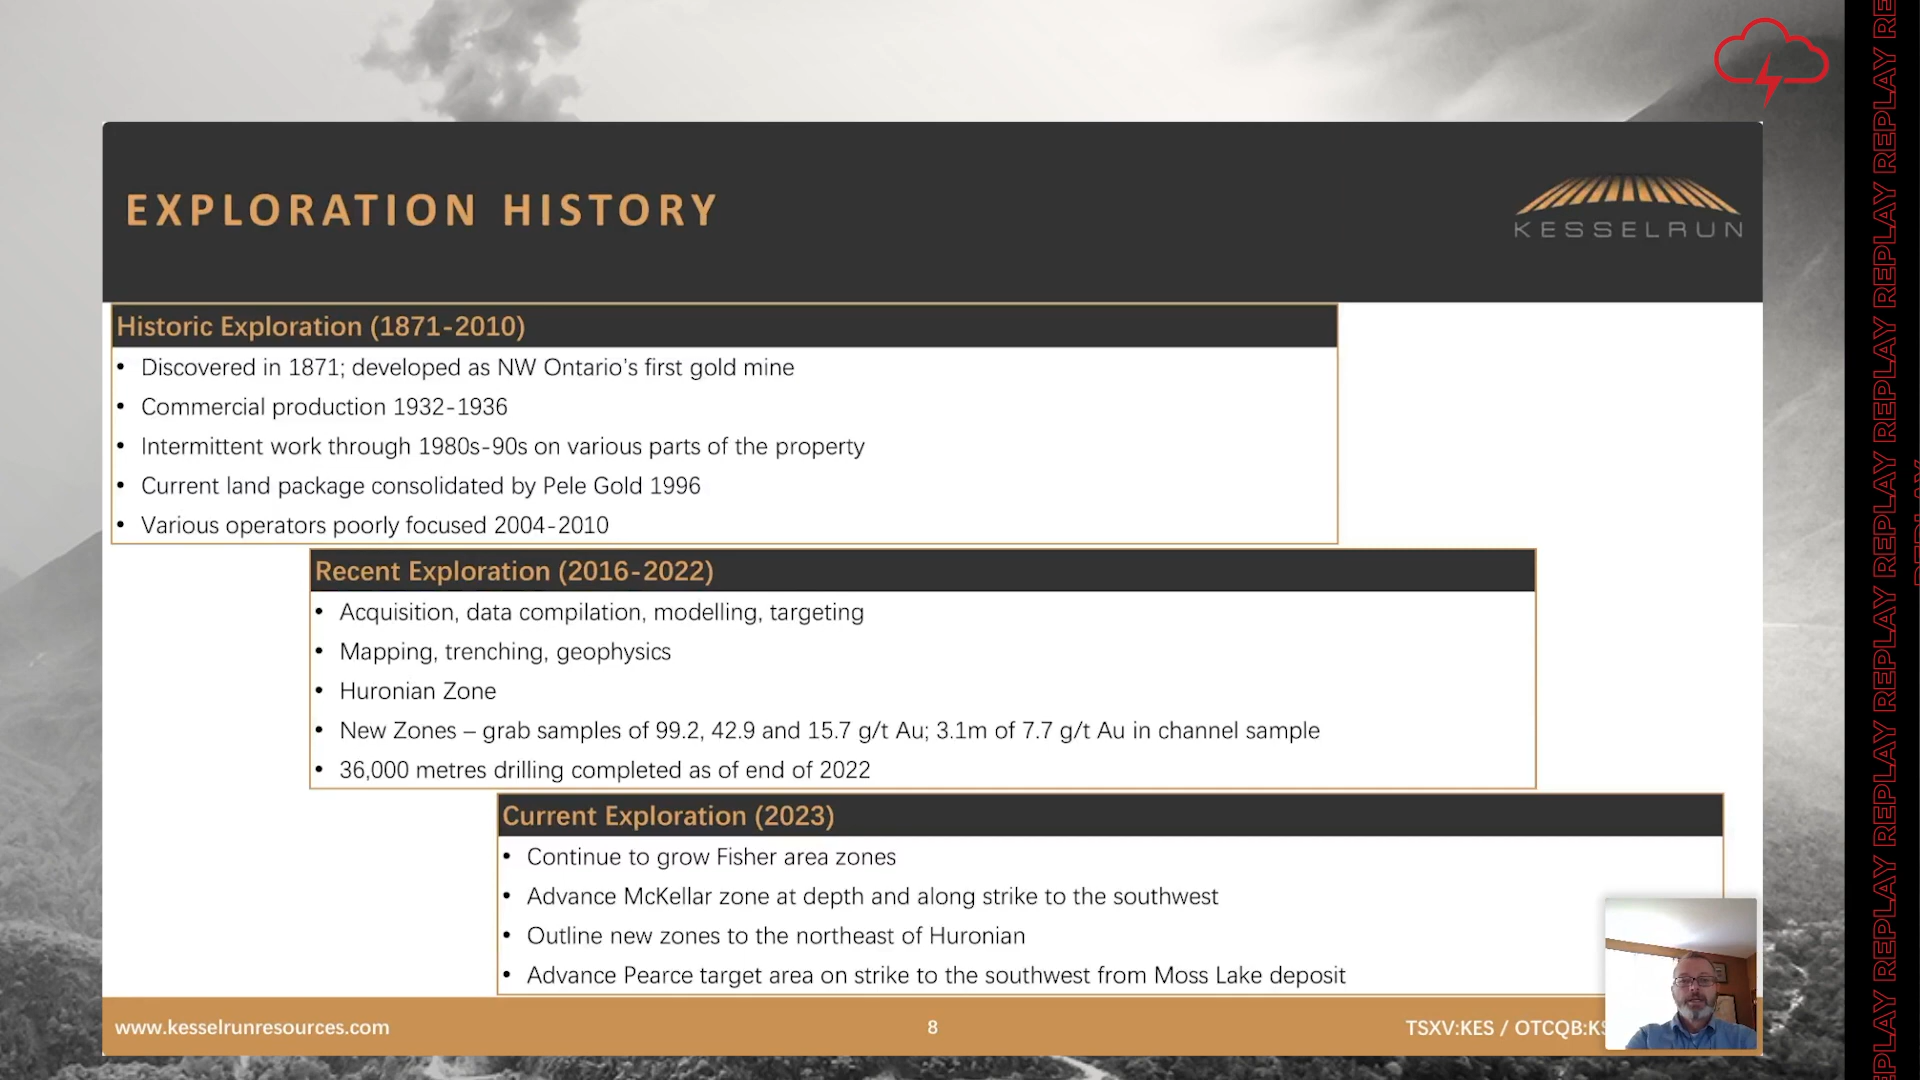 EXPLORATION HISTORY
KESSELRUN
Historic Exploration (1871-2010)
• Discovered in 1871; developed as NW Ontario’s first gold mine
• Commercial production 1932-1936
• Intermittent work through 1980s-90s on various parts of the property
• Current land package consolidated by Pele Gold 1996
• Various operators poorly focused 2004-2010
Recent Exploration (2016-2022)
• Acquisition, data compilation, modelling, targeting
• Mapping, trenching, geophysics
• Huronian Zone
• New Zones – grab samples of 99.2, 42.9 and 15.7 g/t Au; 3.1m of 7.7 g/t Au in channel sample
• 36,000 metres drilling completed as of end of 2022
Current Exploration (2023)
• Continue to grow Fisher area zones
• Advance McKellar zone at depth and along strike to the southwest
• Outline new zones to the northeast of Huronian
• Advance Pearce target area on strike to the southwest from Moss Lake deposit
www.kesselrunresources.com
8
TSXV:KES / OTCQB:
REPLAY REPLAY REPLAY REPLAY REPLAY REPLAY REPLAY REPLAY REPLAY REPLAY